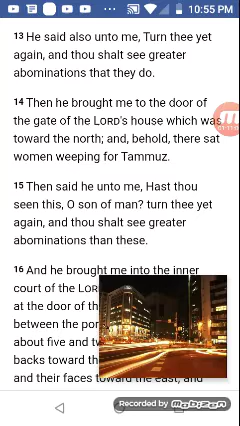 10:55 PM
13 He said also unto me, Turn thee yet
again, and thou shalt see greater
abominations that they do.
14 Then he brought me to the door of
the gate of the LORD's house which was
toward the north; and, behold, there sat
women weeping for Tammuz.
15 Then said he unto me, Hast thou
seen this, O son of man? turn thee yet
again, and thou shalt see greater
abominations than these.
16 And he brought me into the inner
court of the LOR
at the door of th
between the por
about five and tw
backs toward th
and their faces toward the east; and
Recorded by mobizen